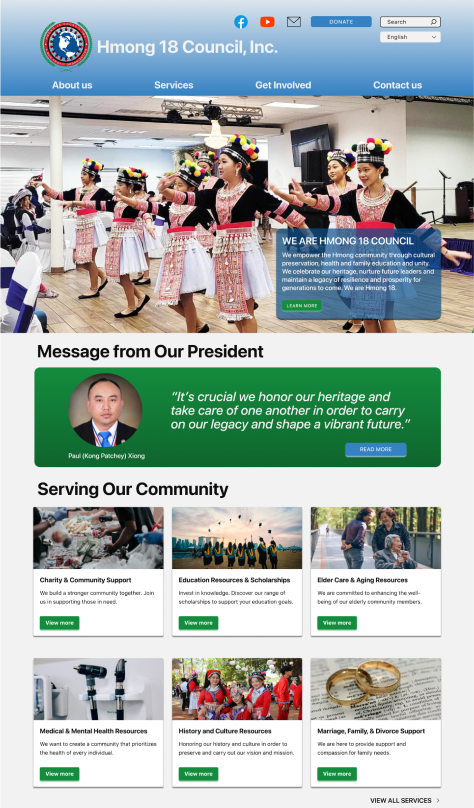 DONATE
Search
English
Hmong 18 Council, Inc.
About us
Services
Get Involved
Contact us
WE ARE HMONG 18 COUNCIL
We empower the Hmong community through cultural
preservation, health and family education and unity.
We celebrate our heritage, nurture future leaders and
maintain a legacy of resilience and prosperity for
generations to come. We are Hmong 18.
LEARN MORE
Message from Our President
“It’s crucial we honor our heritage and
take care of one another in order to carry
on our legacy and shape a vibrant future.”
Paul (Kong Patchey) Xiong
READ MORE
Serving Our Community
Charity & Community Support
We build a stronger community together. Join
us in supporting those in need.
View more
Education Resources & Scholarships
Invest in knowledge. Discover our range of
scholarships to support your education goals.
View more
Elder Care & Aging Resources
We are committed to enhancing the well-
being of our elderly community members.
View more
Medical & Mental Health Resources
We want to create a community that prioritizes
the health of every individual.
View more
History and Culture Resources
Honoring our history and culture in order to
preserve and carry out our vision and mission.
View more
Marriage, Family, & Divorce Support
We are here to provide support and
compassion for family needs.
View more
VIEW ALL SERVICES